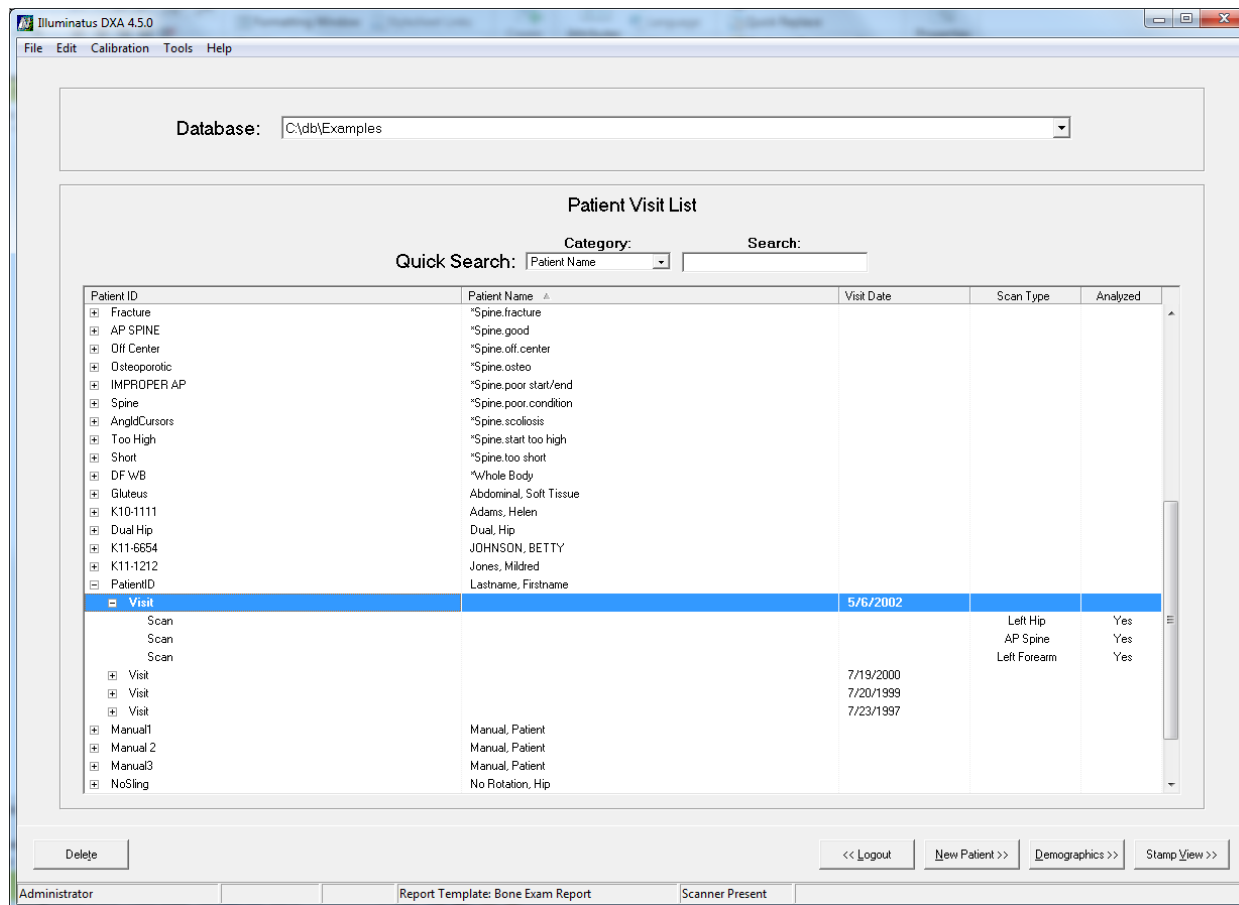 Illuminatus DXA 4.5.0
File Edit Calibration Tools Help
Database: C:\db\Examples
Patient Visit List
Category: Search:
Quick Search: Patient Name
Patient ID Patient Name Visit Date Scan Type Analyzed
Fracture *Spine.fracture
AP SPINE *Spine.good
Off Center *Spine.off.center
Osteoporotic *Spine.osteo
IMPROPER AP *Spine.poor start/end
Spine *Spine.poor.condition
AngldCursors *Spine.scoliosis
Too High *Spine.start too high
Short *Spine.too short
DF WB *Whole Body
Gluteus Abdominal, Soft Tissue
K10-1111 Adams, Helen
Dual Hip Dual, Hip
K11-6654 JOHNSON, BETTY
K11-1212 Jones, Mildred
PatientID Lastname, Firstname
Visit 5/6/2002
Scan Left Hip Yes
Scan AP Spine Yes
Scan Left Forearm Yes
Visit 7/19/2000
Visit 7/20/1999
Visit 7/23/1997
Manual1 Manual, Patient
Manual 2 Manual, Patient
Manual3 Manual, Patient
NoSling No Rotation, Hip
Delete << Logout New Patient >> Demographics >> Stamp View >>
Administrator Report Template: Bone Exam Report Scanner Present